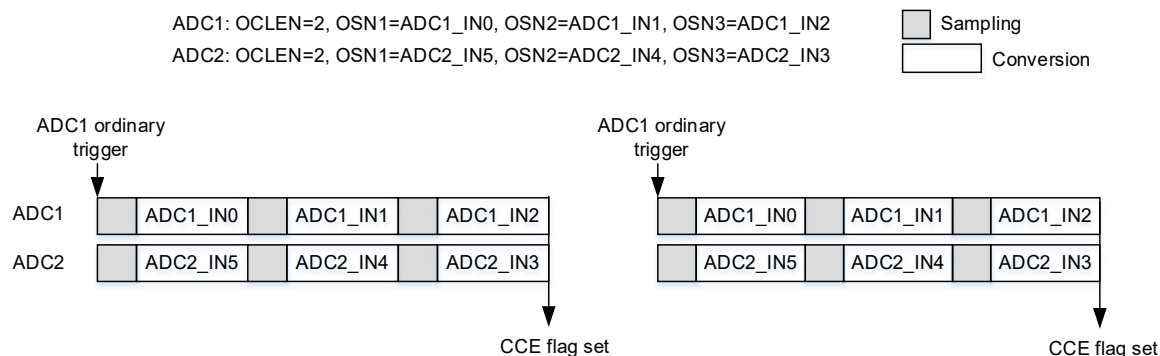 ADC1: OCLEN=2, OSN1=ADC1_IN0, OSN2=ADC1_IN1, OSN3=ADC1_IN2
ADC2: OCLEN=2, OSN1=ADC2_IN5, OSN2=ADC2_IN4, OSN3=ADC2_IN3
Sampling
Conversion
ADC1 ordinary
trigger
ADC1 ordinary
trigger
ADC1 ADC1_IN0 ADC1_IN1 ADC1_IN2 ADC1_IN0 ADC1_IN1 ADC1_IN2
ADC2 ADC2_IN5 ADC2_IN4 ADC2_IN3 ADC2_IN5 ADC2_IN4 ADC2_IN3
CCE flag set CCE flag set